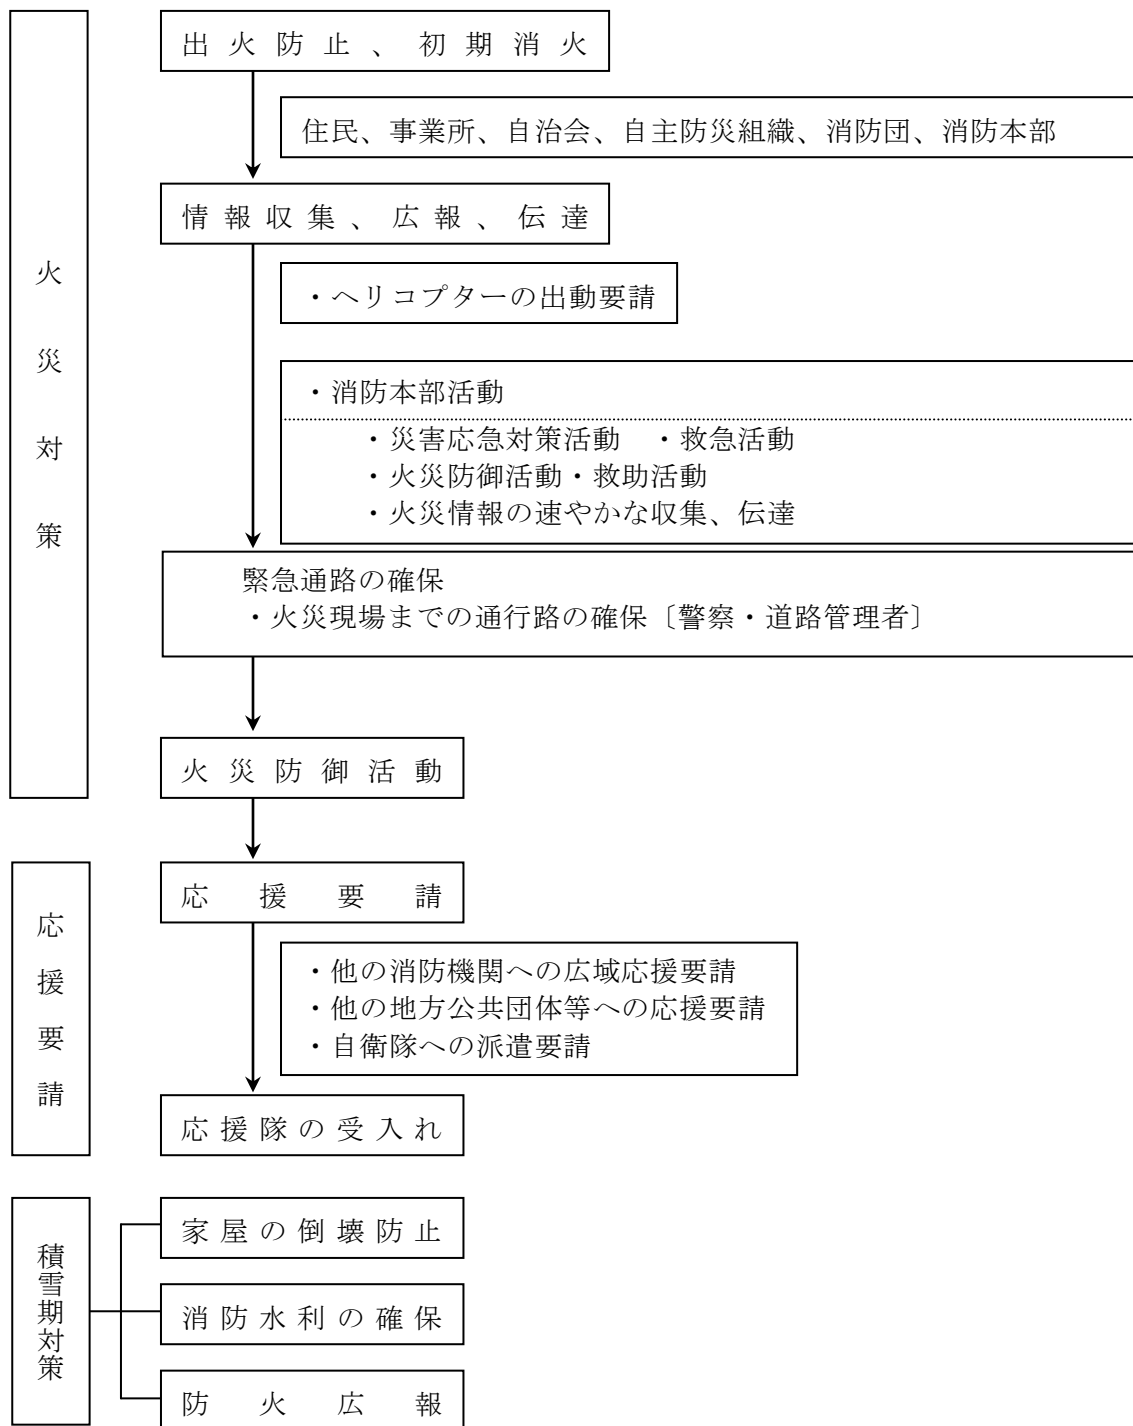 火災対策
出火防止、初期消火
住民、事業所、自治会、自主防災組織、消防団、消防本部
情報収集、広報、伝達
・ヘリコプターの出動要請
・消防本部活動
・災害応急対策活動　・救急活動
・火災防御活動・救助活動
・火災情報の速やかな収集、伝達
緊急通路の確保
・火災現場までの通行路の確保〔警察・道路管理者〕
火災防御活動
応援要請
応援要請
・他の消防機関への広域応援要請
・他の地方公共団体等への応援要請
・自衛隊への派遣要請
応援隊の受入れ
積雪期対策
家屋の倒壊防止
消防水利の確保
防火広報